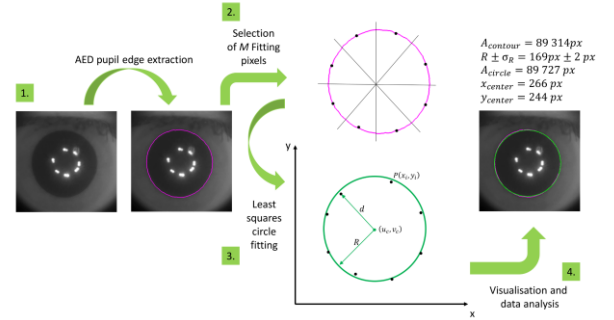 1.
AED pupil edge extraction
2.
Selection
of M Fitting
pixels
3.
Least
squares
circle
fitting
y
P(xᵢ, yᵢ)
d
(u_c, v_c)
R
x
A_contour = 89 314px
R ± σ_R = 169px ± 2 px
A_circle = 89 727 px
x_center = 266 px
y_center = 244 px
4.
Visualisation and
data analysis